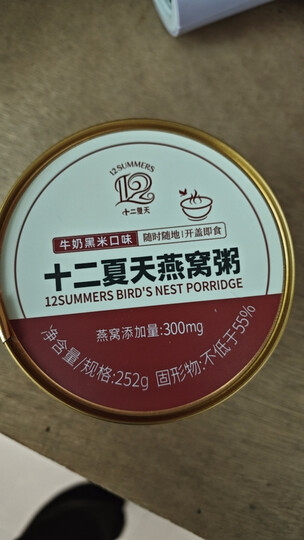 12 SUMMERS
12
十二夏天
牛奶黑米口味
随时随地|开盖即食
十二夏天燕窝粥
12SUMMERS BIRD'S NEST PORRIDGE
燕窝添加量:300mg
净含量/规格:252g 固形物:不低于55%